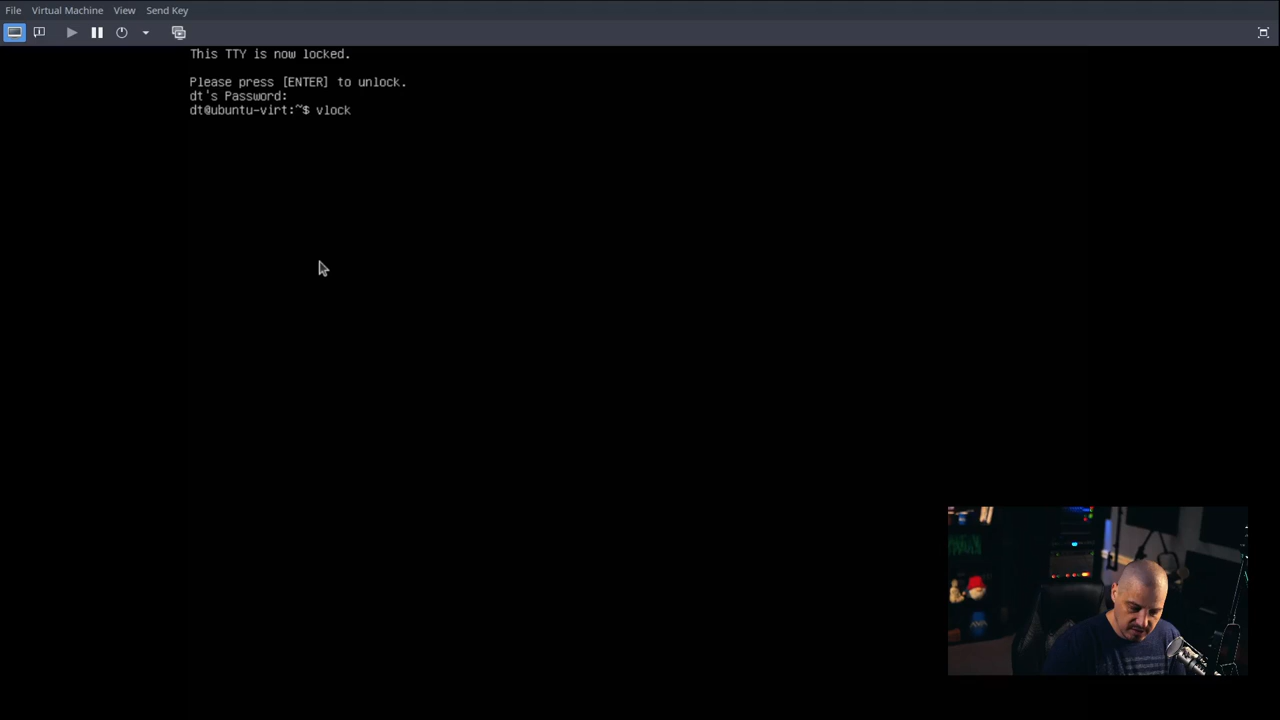 File Virtual Machine View Send Key
This TTY is now locked.
Please press [ENTER] to unlock.
dt's Password:
dt@ubuntu-virt:~$ vlock